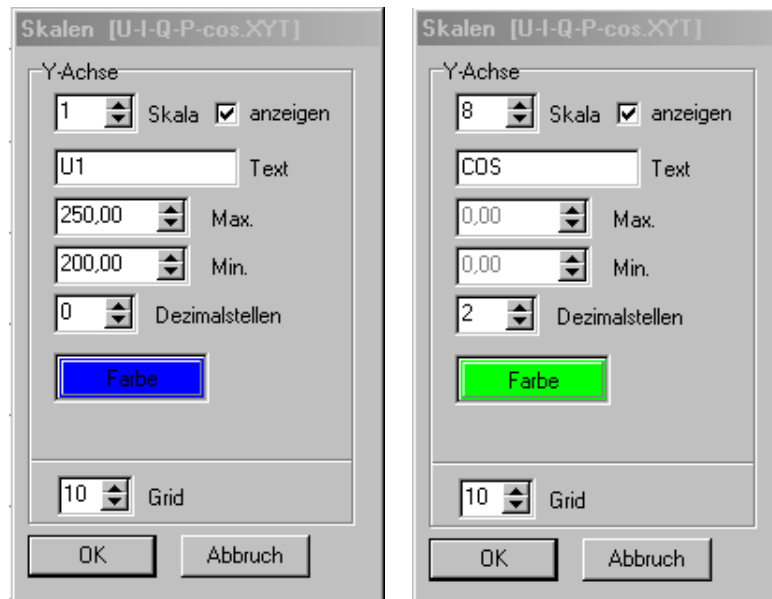 Skalen [U-I-Q-P-cos.XYT]
Y-Achse
1 Skala anzeigen
U1 Text
250,00 Max.
200,00 Min.
0 Dezimalstellen
Farbe
10 Grid
OK Abbruch
Skalen [U-I-Q-P-cos.XYT]
Y-Achse
8 Skala anzeigen
COS Text
0,00 Max.
0,00 Min.
2 Dezimalstellen
Farbe
10 Grid
OK Abbruch